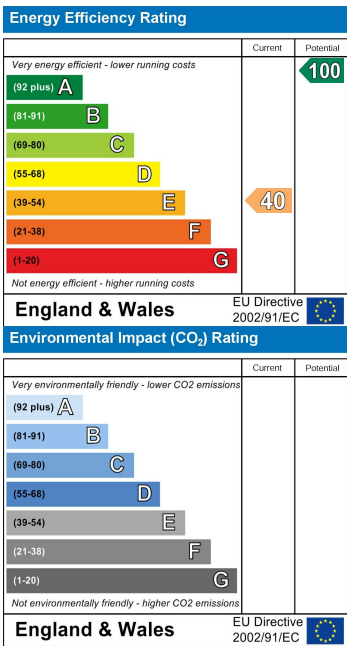 Energy Efficiency Rating
Current Potential
Very energy efficient - lower running costs
(92 plus) A
(81-91) B
(69-80) C
(55-68) D
(39-54) E
(21-38) F
(1-20) G
100
40
Not energy efficient - higher running costs
England & Wales
EU Directive
2002/91/EC
Environmental Impact (CO₂) Rating
Current Potential
Very environmentally friendly - lower CO2 emissions
(92 plus) A
(81-91) B
(69-80) C
(55-68) D
(39-54) E
(21-38) F
(1-20) G
Not environmentally friendly - higher CO2 emissions
England & Wales
EU Directive
2002/91/EC